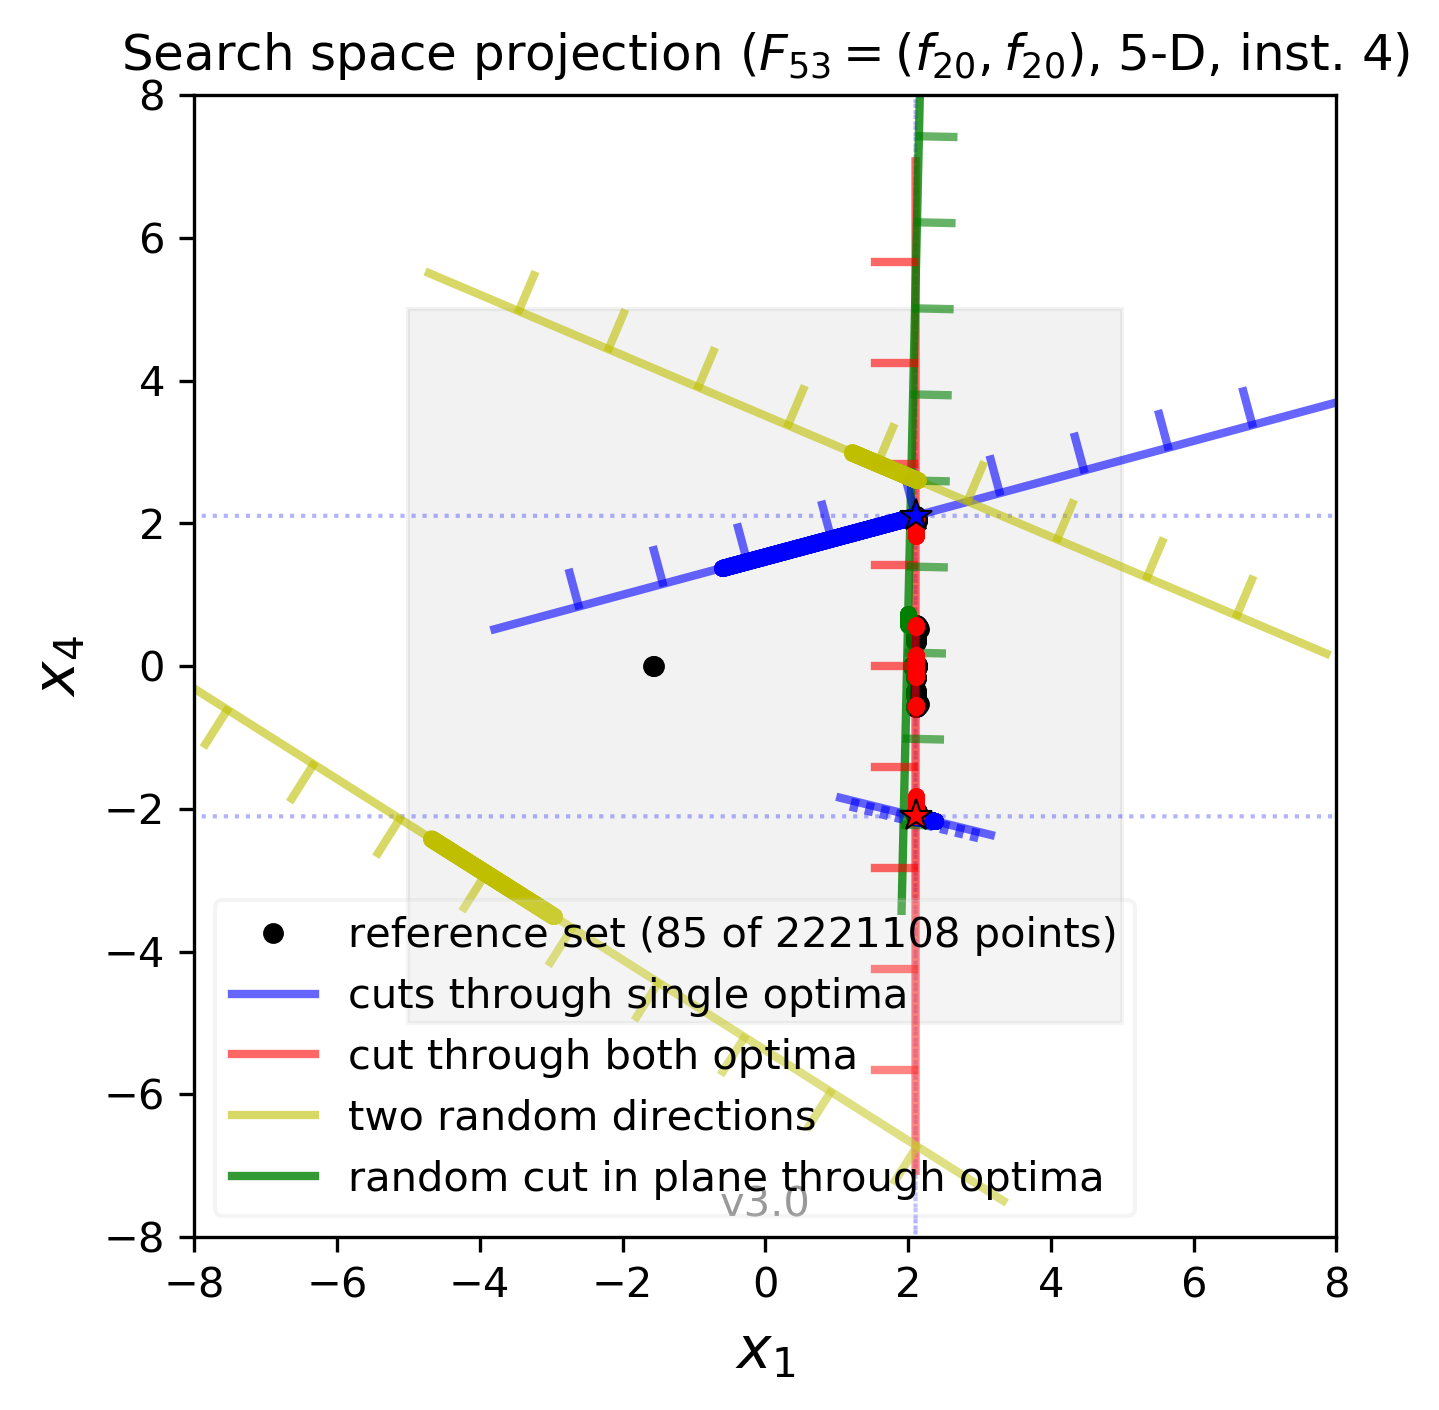 Search space projection (F53 = (f20, f20), 5-D, inst. 4)
8
6
4
2
0
−2
−4
−6
−8
x4
reference set (85 of 2221108 points)
cuts through single optima
cut through both optima
two random directions
random cut in plane through optima
v3.0
−8 −6 −4 −2 0 2 4 6 8
x1